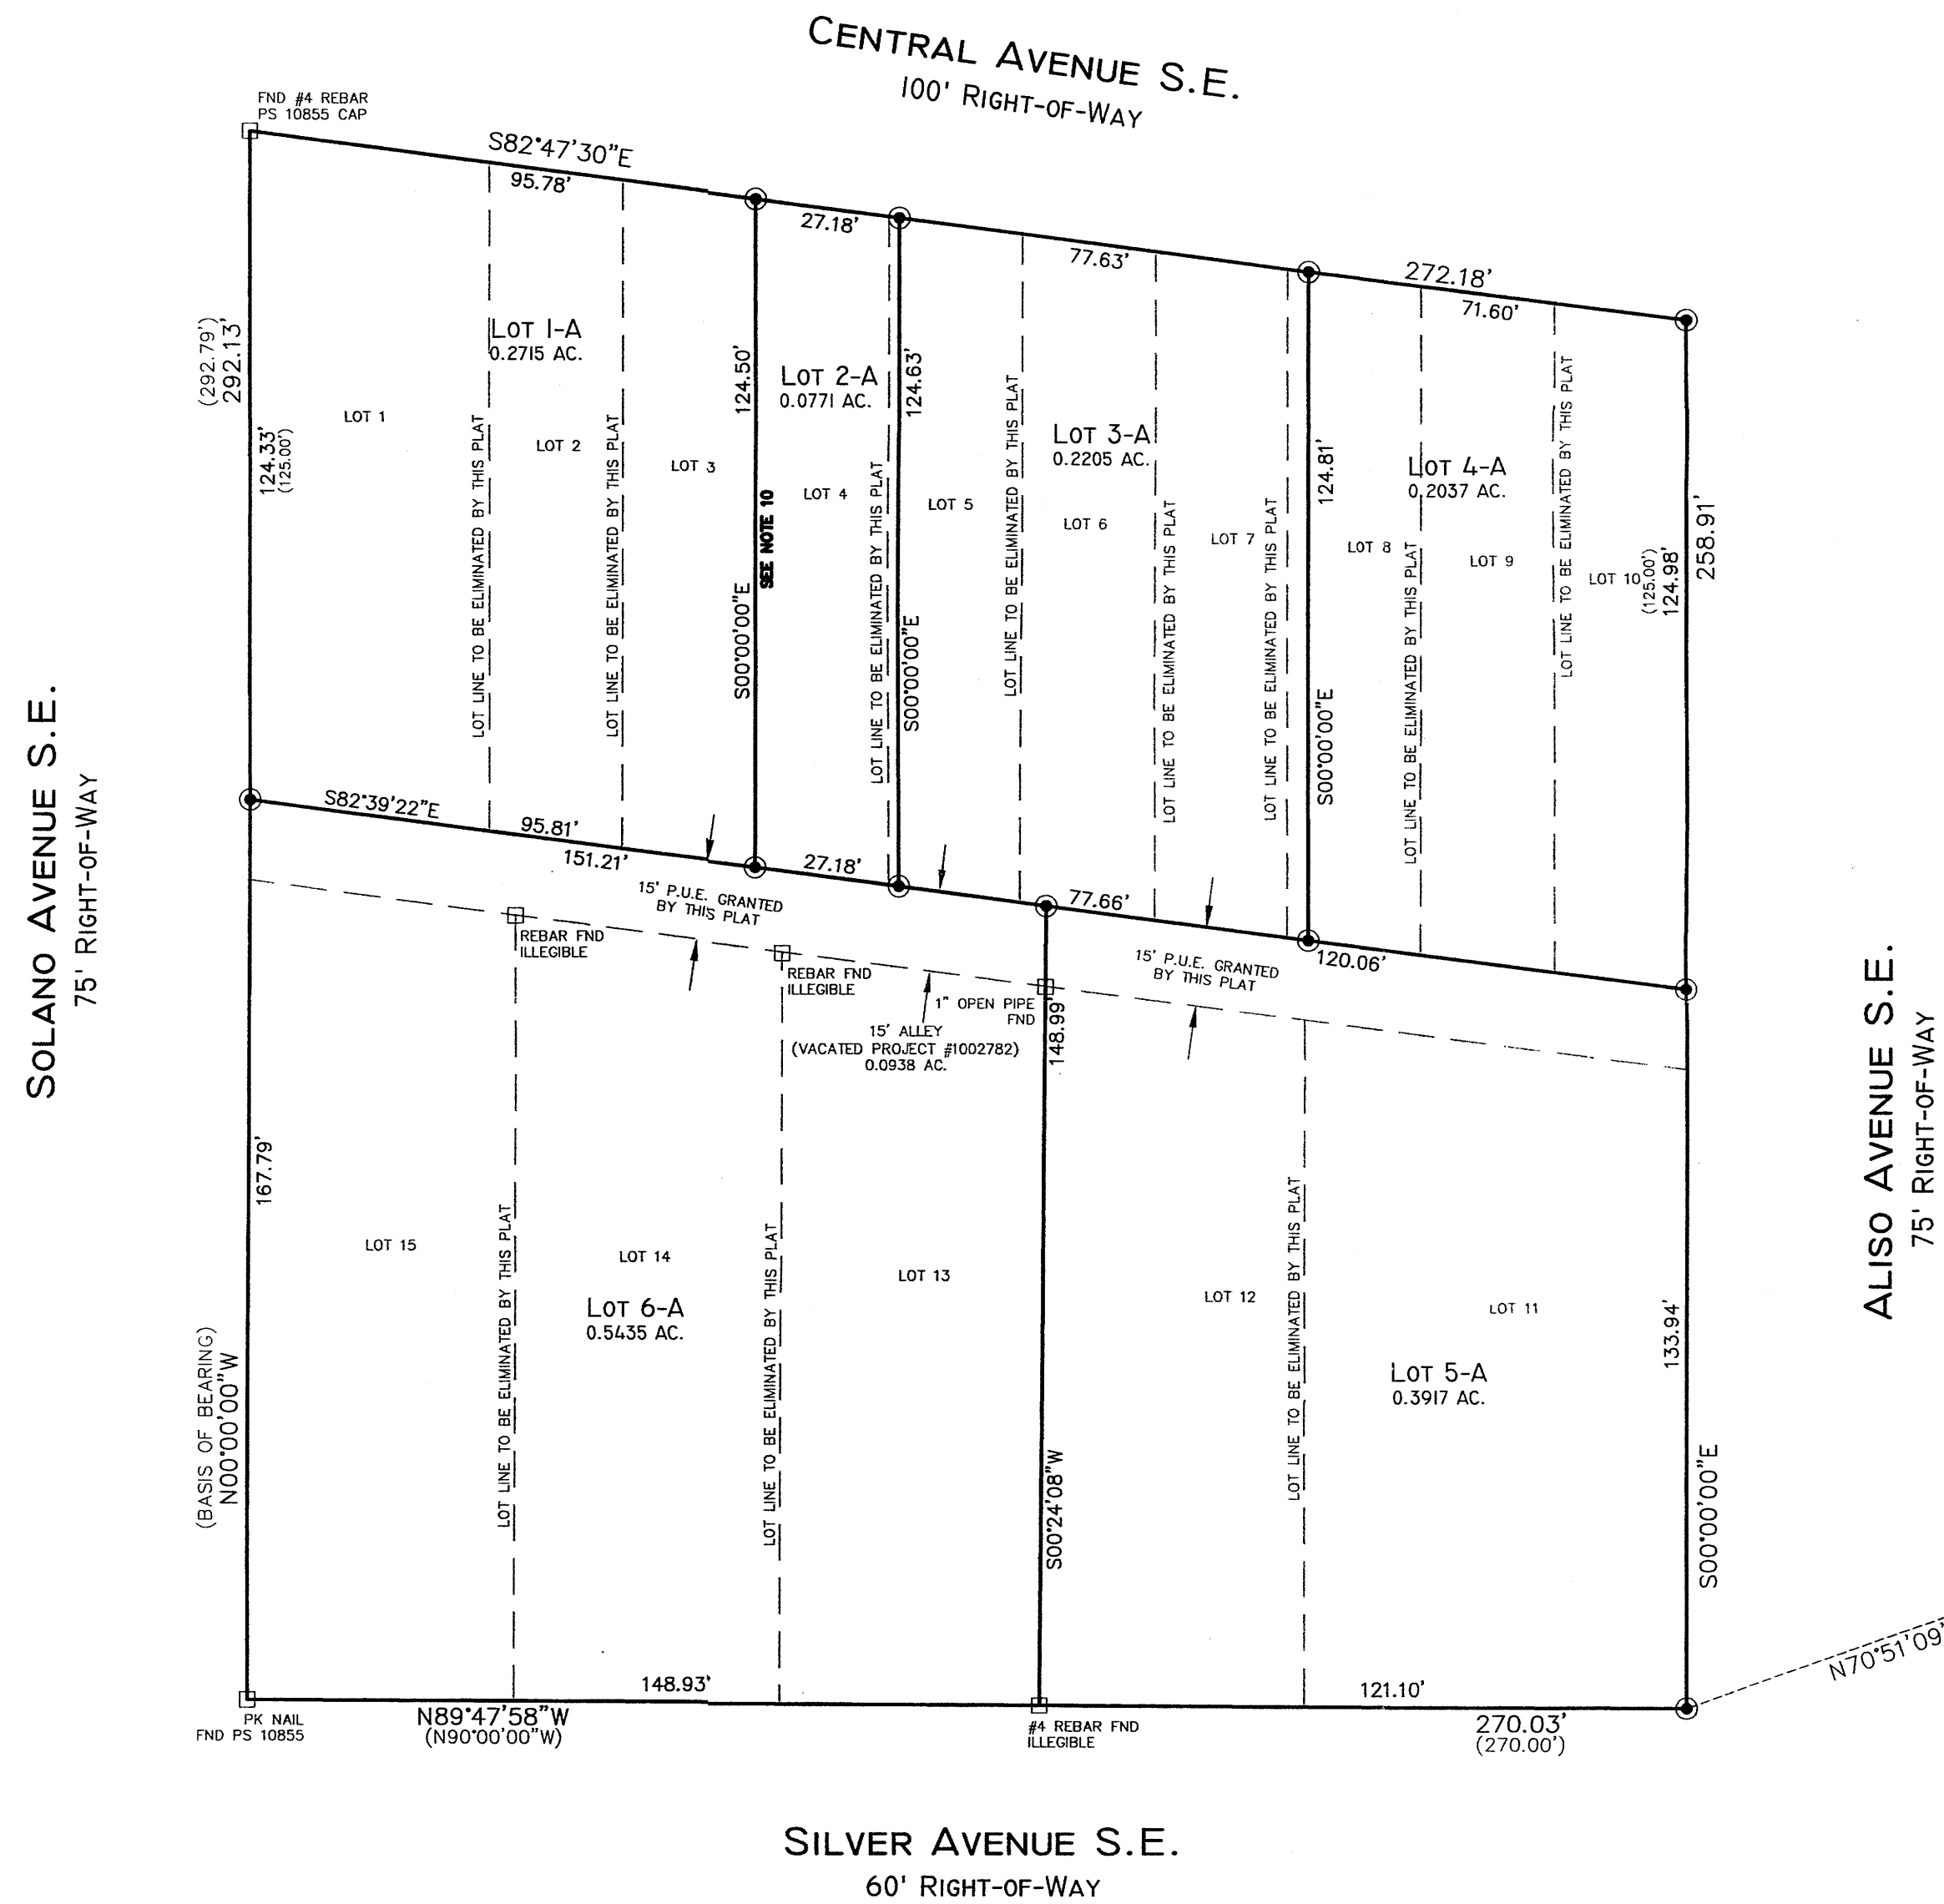 CENTRAL AVENUE S.E.
100' RIGHT-OF-WAY
FND #4 REBAR
PS 10855 CAP
S82°47'30"E
95.78'
27.18'
77.63'
272.18'
71.60'
(292.79')
292.13'
124.33'
(125.00')
LOT 1-A
0.2715 AC.
LOT 1
LOT 2
LOT 3
LOT LINE TO BE ELIMINATED BY THIS PLAT
LOT LINE TO BE ELIMINATED BY THIS PLAT
124.50'
S00°00'00"E
SEE NOTE 10
LOT 2-A
0.0771 AC.
LOT 4
LOT LINE TO BE ELIMINATED BY THIS PLAT
124.63'
S00°00'00"E
LOT 5
LOT LINE TO BE ELIMINATED BY THIS PLAT
LOT 3-A
0.2205 AC.
LOT 6
LOT LINE TO BE ELIMINATED BY THIS PLAT
LOT 7
LOT LINE TO BE ELIMINATED BY THIS PLAT
124.81'
S00°00'00"E
LOT 4-A
0.2037 AC.
LOT 8
LOT LINE TO BE ELIMINATED BY THIS PLAT
LOT 9
LOT LINE TO BE ELIMINATED BY THIS PLAT
LOT 10
(125.00')
124.98'
258.91'
SOLANO AVENUE S.E.
75' RIGHT-OF-WAY
S82°39'22"E
95.81'
151.21'
27.18'
77.66'
120.06'
15' P.U.E. GRANTED
BY THIS PLAT
15' P.U.E. GRANTED
BY THIS PLAT
REBAR FND
ILLEGIBLE
REBAR FND
ILLEGIBLE
1" OPEN PIPE
FND
15' ALLEY
(VACATED PROJECT #1002782)
0.0938 AC.
148.99'
S00°24'08"W
ALISO AVENUE S.E.
75' RIGHT-OF-WAY
167.79'
(BASIS OF BEARING)
N00°00'00"W
LOT 15
LOT LINE TO BE ELIMINATED BY THIS PLAT
LOT 14
LOT 6-A
0.5435 AC.
LOT LINE TO BE ELIMINATED BY THIS PLAT
LOT 13
LOT 12
LOT LINE TO BE ELIMINATED BY THIS PLAT
LOT 11
LOT 5-A
0.3917 AC.
133.94'
S00°00'00"E
N70°51'09"
148.93'
121.10'
PK NAIL
FND PS 10855
N89°47'58"W
(N90°00'00"W)
#4 REBAR FND
ILLEGIBLE
270.03'
(270.00')
SILVER AVENUE S.E.
60' RIGHT-OF-WAY